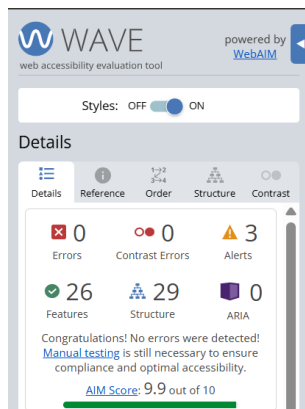 WAVE
web accessibility evaluation tool
powered by
WebAIM
Styles: OFF ON
Details
Details Reference Order Structure Contrast
0 0 3
Errors Contrast Errors Alerts
26 29 0
Features Structure ARIA
Congratulations! No errors were detected!
Manual testing is still necessary to ensure
compliance and optimal accessibility.
AIM Score: 9.9 out of 10